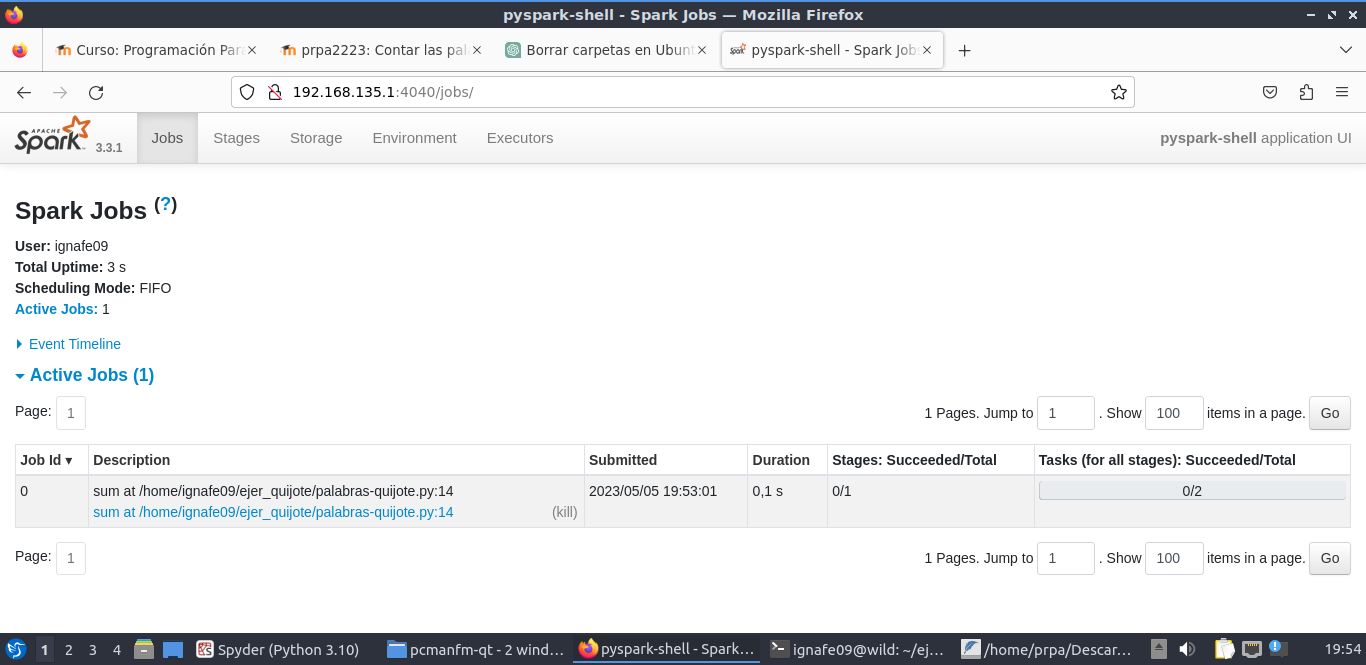 pyspark-shell - Spark Jobs — Mozilla Firefox
Curso: Programación Par
prpa2223: Contar las pal
Borrar carpetas en Ubunt
pyspark-shell - Spark Job
192.168.135.1:4040/jobs/
APACHE Spark 3.3.1
Jobs
Stages
Storage
Environment
Executors
pyspark-shell application UI
Spark Jobs (?)
User: ignafe09
Total Uptime: 3 s
Scheduling Mode: FIFO
Active Jobs: 1
Event Timeline
Active Jobs (1)
Page: 1
1 Pages. Jump to 1 . Show 100 items in a page. Go
Job Id ▾ Description Submitted Duration Stages: Succeeded/Total Tasks (for all stages): Succeeded/Total
0 sum at /home/ignafe09/ejer_quijote/palabras-quijote.py:14 2023/05/05 19:53:01 0,1 s 0/1 0/2
sum at /home/ignafe09/ejer_quijote/palabras-quijote.py:14 (kill)
Page: 1
1 Pages. Jump to 1 . Show 100 items in a page. Go
1 2 3 4
Spyder (Python 3.10)
pcmanfm-qt - 2 wind...
pyspark-shell - Spark...
ignafe09@wild: ~/ej...
/home/prpa/Descar...
19:54